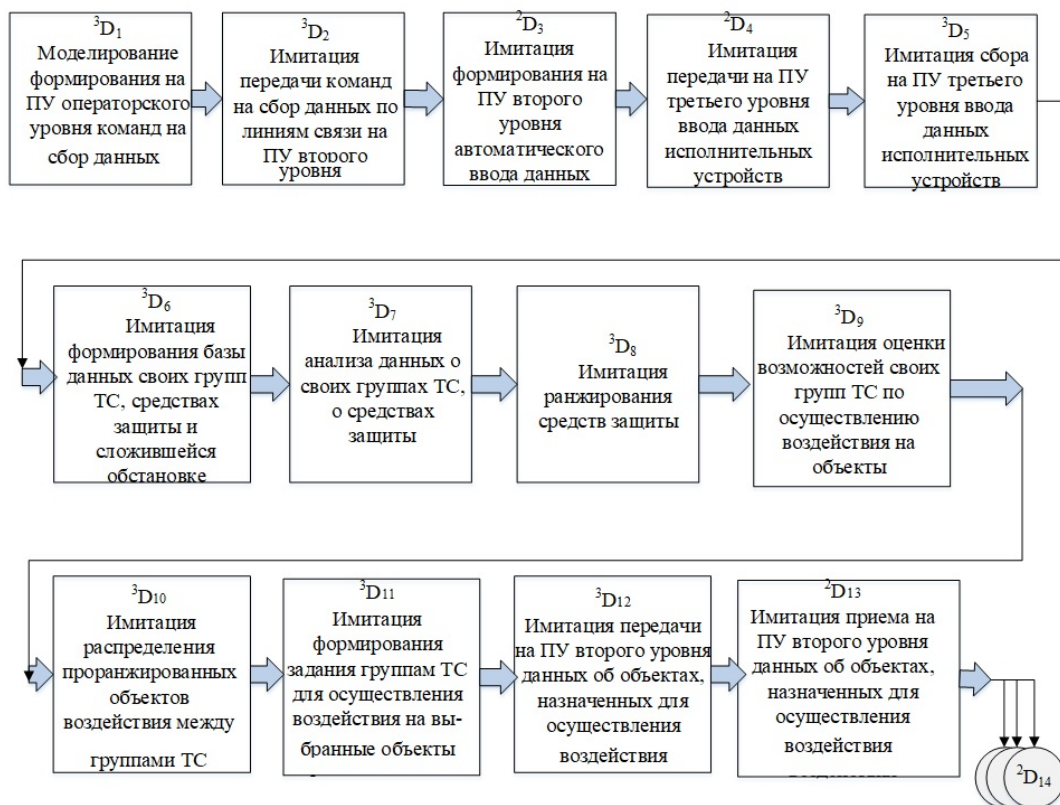 ³D₁
Моделирование
формирования на
ПУ операторского
уровня команд на
сбор данных
³D₂
Имитация
передачи команд
на сбор данных по
линиям связи на
ПУ второго
уровня
²D₃
Имитация
формирования на
ПУ второго
уровня
автоматического
ввода данных
²D₄
Имитация
передачи на ПУ
третьего уровня
ввода данных
исполнительных
устройств
³D₅
Имитация сбора
на ПУ третьего
уровня ввода
данных
исполнительных
устройств
³D₆
Имитация
формирования базы
данных своих групп
ТС, средствах
защиты и
сложившейся
обстановке
³D₇
Имитация
анализа данных о
своих группах ТС,
о средствах
защиты
³D₈
Имитация
ранжирования
средств защиты
³D₉
Имитация оценки
возможностей своих
групп ТС по
осуществлению
воздействия на
объекты
³D₁₀
Имитация
распределения
проранжированных
объектов
воздействия между
группами ТС
³D₁₁
Имитация
формирования
задания группам ТС
для осуществления
воздействия на вы-
бранные объекты
³D₁₂
Имитация передачи
на ПУ второго уровня
данных об объектах,
назначенных для
осуществления
воздействия
²D₁₃
Имитация приема на
ПУ второго уровня
данных об объектах,
назначенных для
осуществления
воздействия
²D₁₄